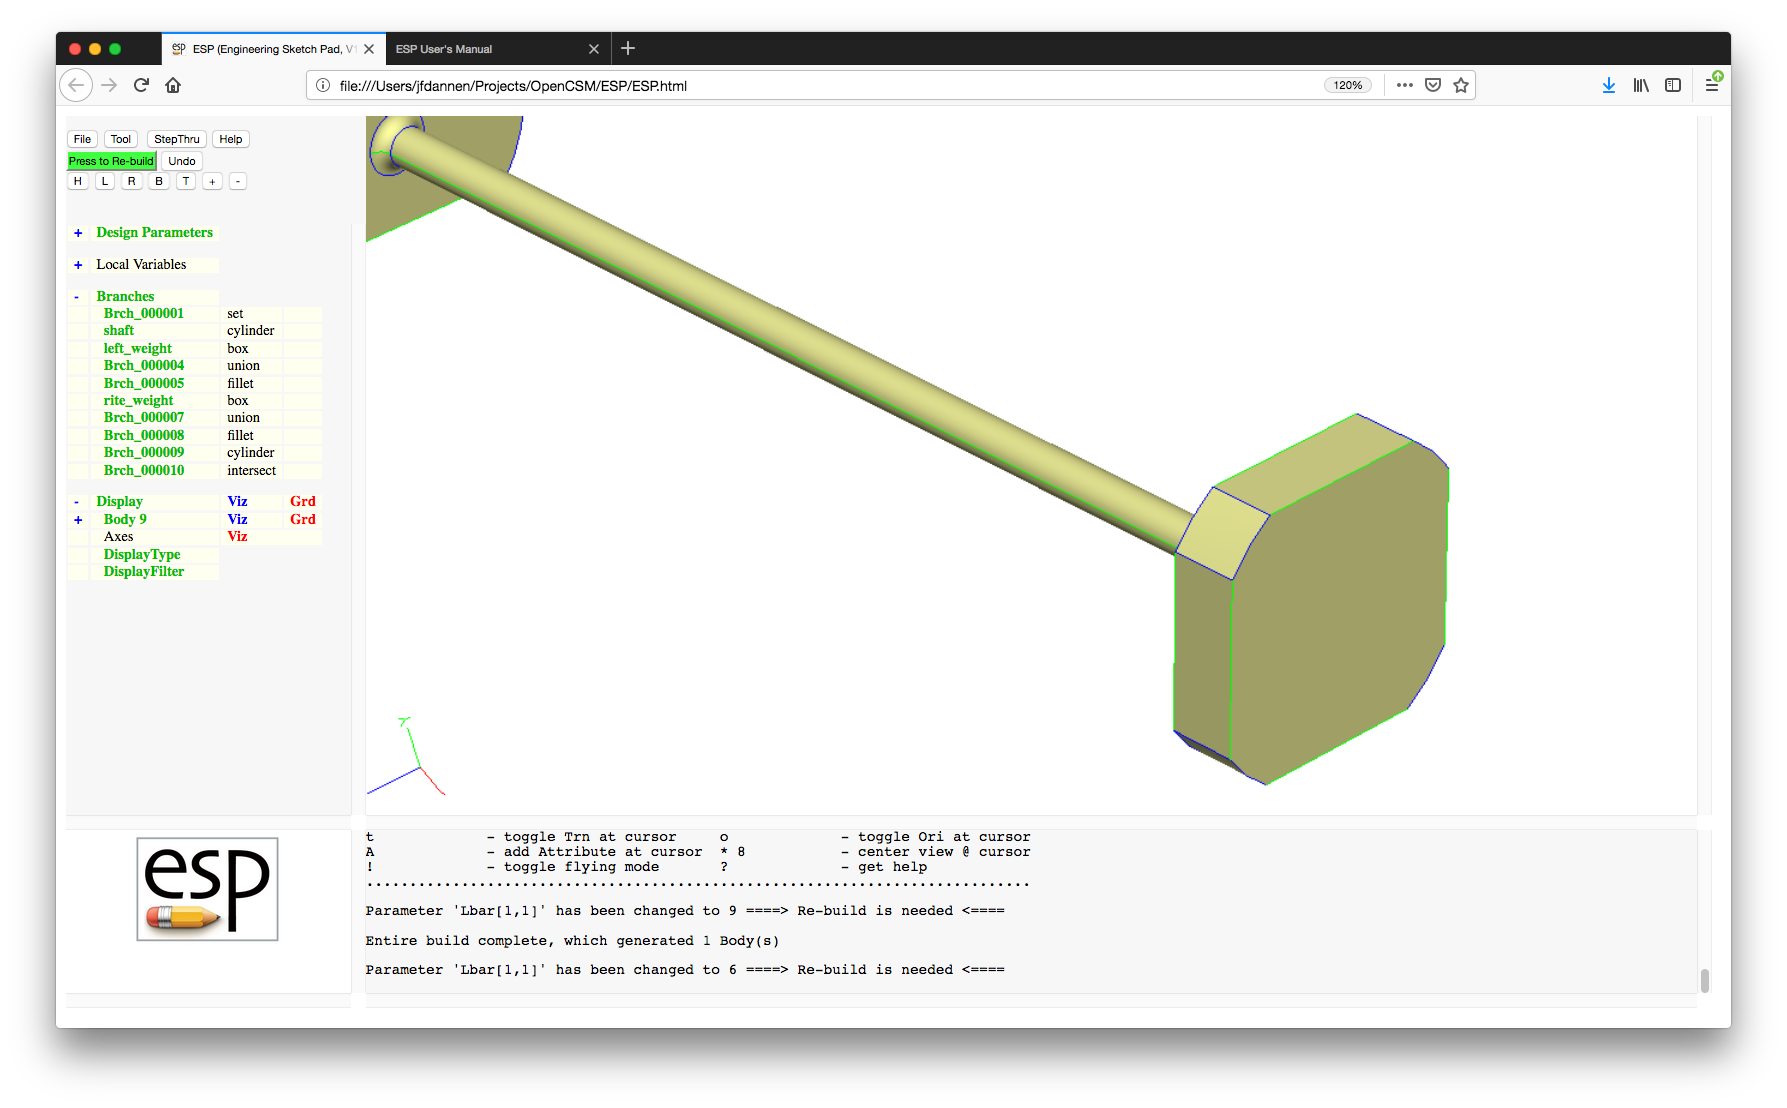 esp ESP (Engineering Sketch Pad, V1 ESP User's Manual
file:///Users/jfdannen/Projects/OpenCSM/ESP/ESP.html 120%
File Tool StepThru Help
Press to Re-build Undo
H L R B T + -
+ Design Parameters
+ Local Variables
- Branches
Brch_000001 set
shaft cylinder
left_weight box
Brch_000004 union
Brch_000005 fillet
rite_weight box
Brch_000007 union
Brch_000008 fillet
Brch_000009 cylinder
Brch_000010 intersect
- Display Viz Grd
+ Body 9 Viz Grd
Axes Viz
DisplayType
DisplayFilter
esp
t - toggle Trn at cursor o - toggle Ori at cursor
A - add Attribute at cursor * 8 - center view @ cursor
! - toggle flying mode ? - get help
.............................................................................
Parameter 'Lbar[1,1]' has been changed to 9 ====> Re-build is needed <====
Entire build complete, which generated 1 Body(s)
Parameter 'Lbar[1,1]' has been changed to 6 ====> Re-build is needed <====